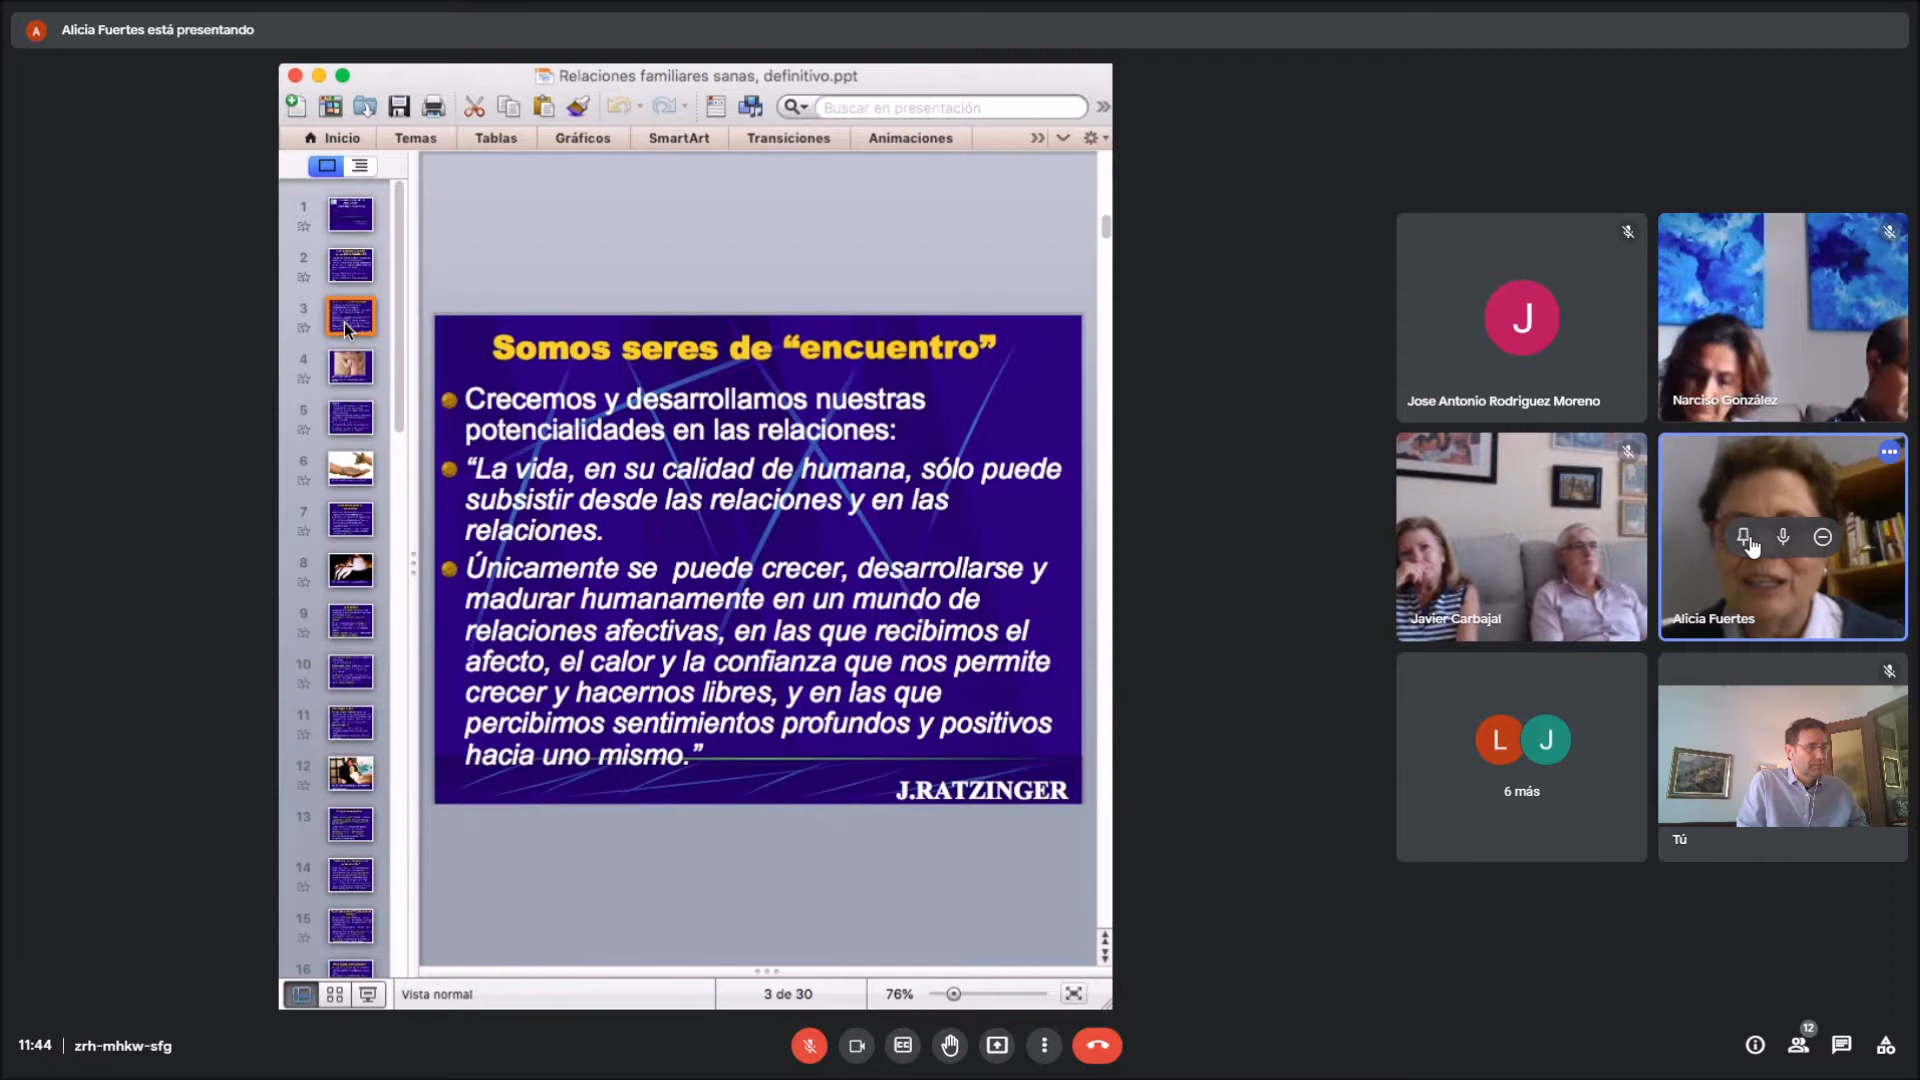 A
Alicia Fuertes está presentando
Relaciones familiares sanas, definitivo.ppt
Buscar en presentación
Inicio
Temas
Tablas
Gráficos
SmartArt
Transiciones
Animaciones
1
2
3
4
5
6
7
8
9
10
11
12
13
14
15
16
Somos seres de “encuentro”
Crecemos y desarrollamos nuestras
potencialidades en las relaciones:
“La vida, en su calidad de humana, sólo puede
subsistir desde las relaciones y en las
relaciones.
Únicamente se puede crecer, desarrollarse y
madurar humanamente en un mundo de
relaciones afectivas, en las que recibimos el
afecto, el calor y la confianza que nos permite
crecer y hacernos libres, y en las que
percibimos sentimientos profundos y positivos
hacia uno mismo.”
J.RATZINGER
Vista normal
3 de 30
76%
J
Jose Antonio Rodriguez Moreno
Narciso González
Javier Carbajal
Alicia Fuertes
L
J
6 más
Tú
11:44
zrh-mhkw-sfg
12